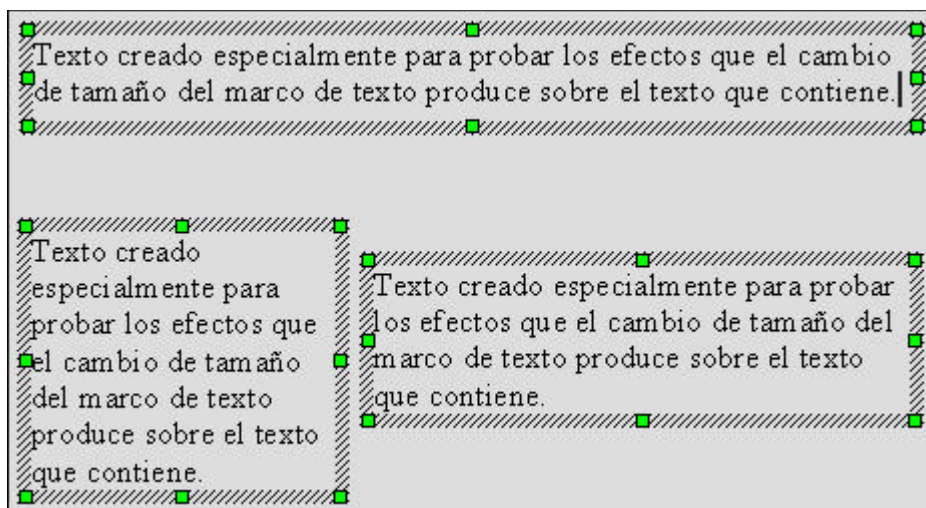 Texto creado especialmente para probar los efectos que el cambio
de tamaño del marco de texto produce sobre el texto que contiene.
Texto creado
especialmente para
probar los efectos que
el cambio de tamaño
del marco de texto
produce sobre el texto
que contiene.
Texto creado especialmente para probar
los efectos que el cambio de tamaño del
marco de texto produce sobre el texto
que contiene.